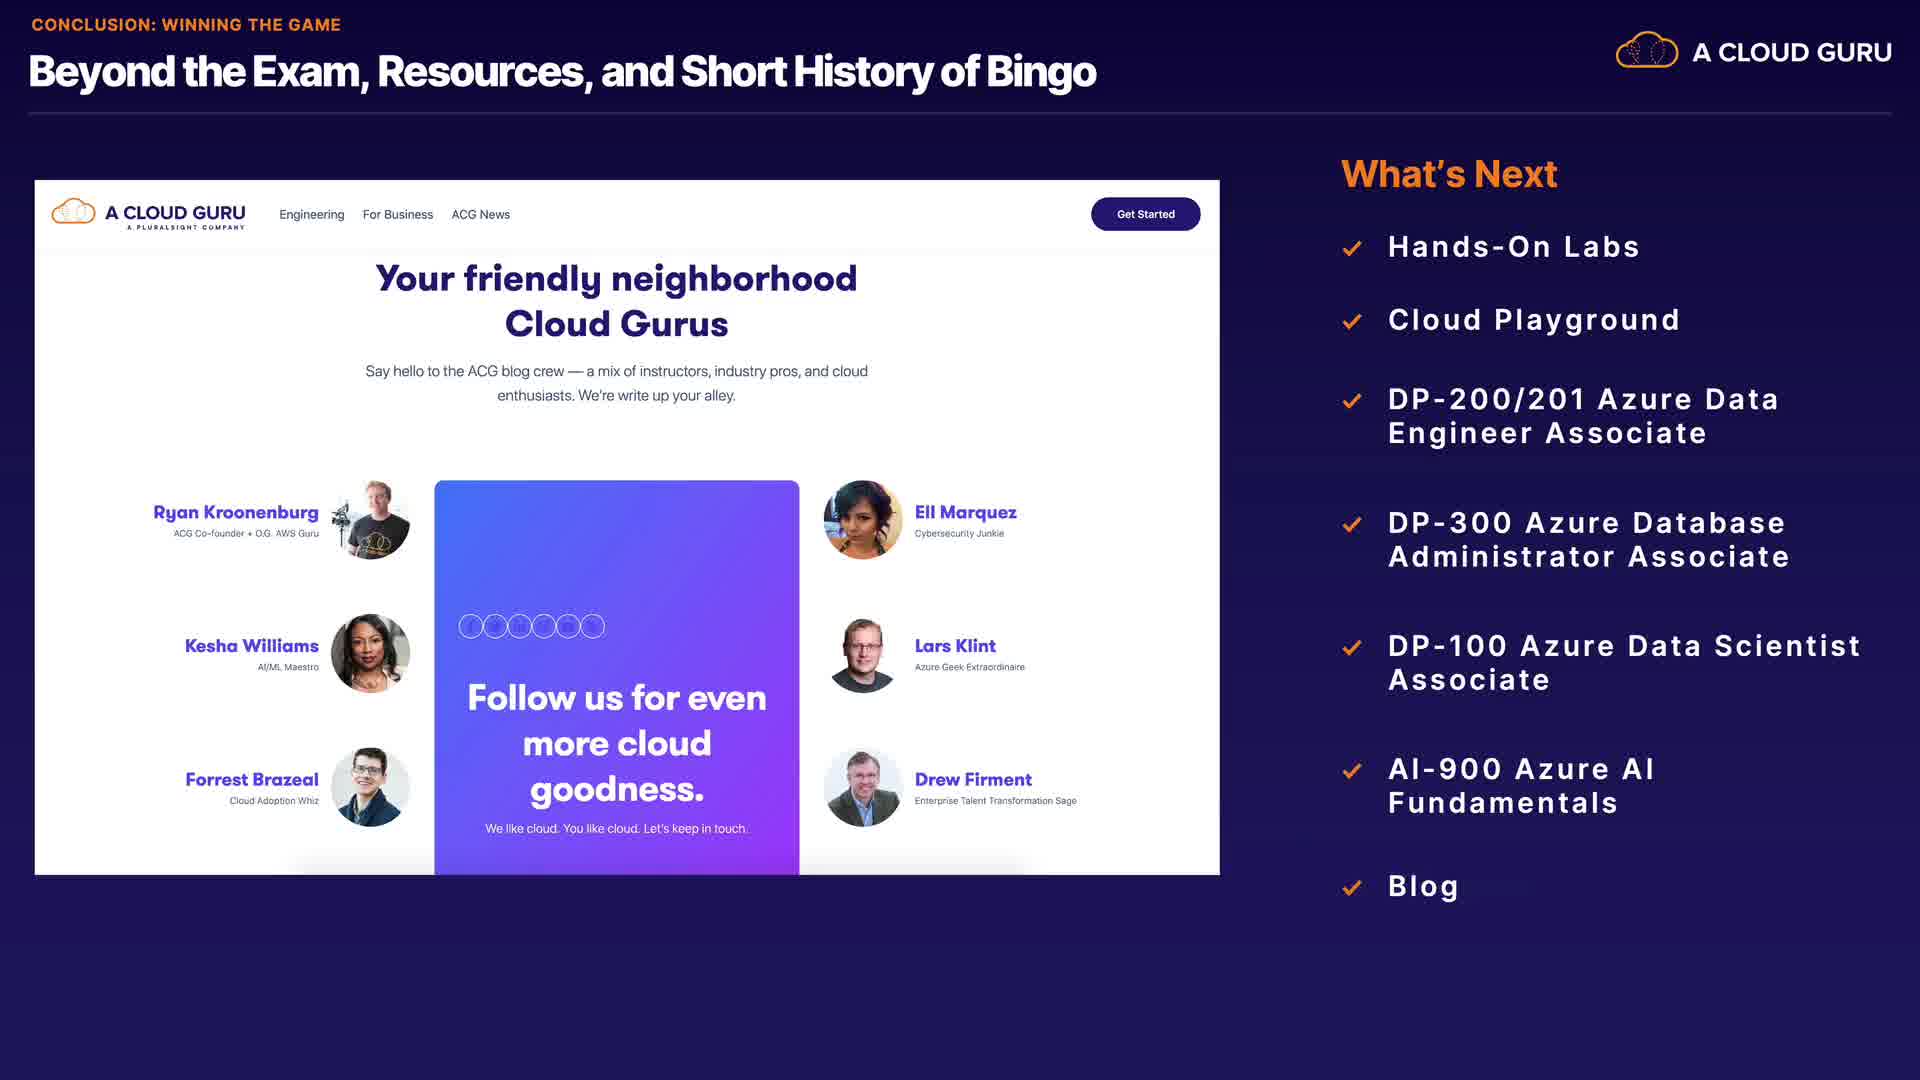 CONCLUSION: WINNING THE GAME
Beyond the Exam, Resources, and Short History of Bingo
A CLOUD GURU
A CLOUD GURU
A PLURALSIGHT COMPANY
Engineering
For Business
ACG News
Get Started
Your friendly neighborhood
Cloud Gurus
Say hello to the ACG blog crew — a mix of instructors, industry pros, and cloud
enthusiasts. We're write up your alley.
Ryan Kroonenburg
ACG Co-founder + O.G. AWS Guru
Kesha Williams
AI/ML Maestro
Forrest Brazeal
Cloud Adoption Whiz
Follow us for even
more cloud
goodness.
We like cloud. You like cloud. Let's keep in touch.
Ell Marquez
Cybersecurity Junkie
Lars Klint
Azure Geek Extraordinaire
Drew Firment
Enterprise Talent Transformation Sage
What's Next
Hands-On Labs
Cloud Playground
DP-200/201 Azure Data
Engineer Associate
DP-300 Azure Database
Administrator Associate
DP-100 Azure Data Scientist
Associate
AI-900 Azure AI
Fundamentals
Blog